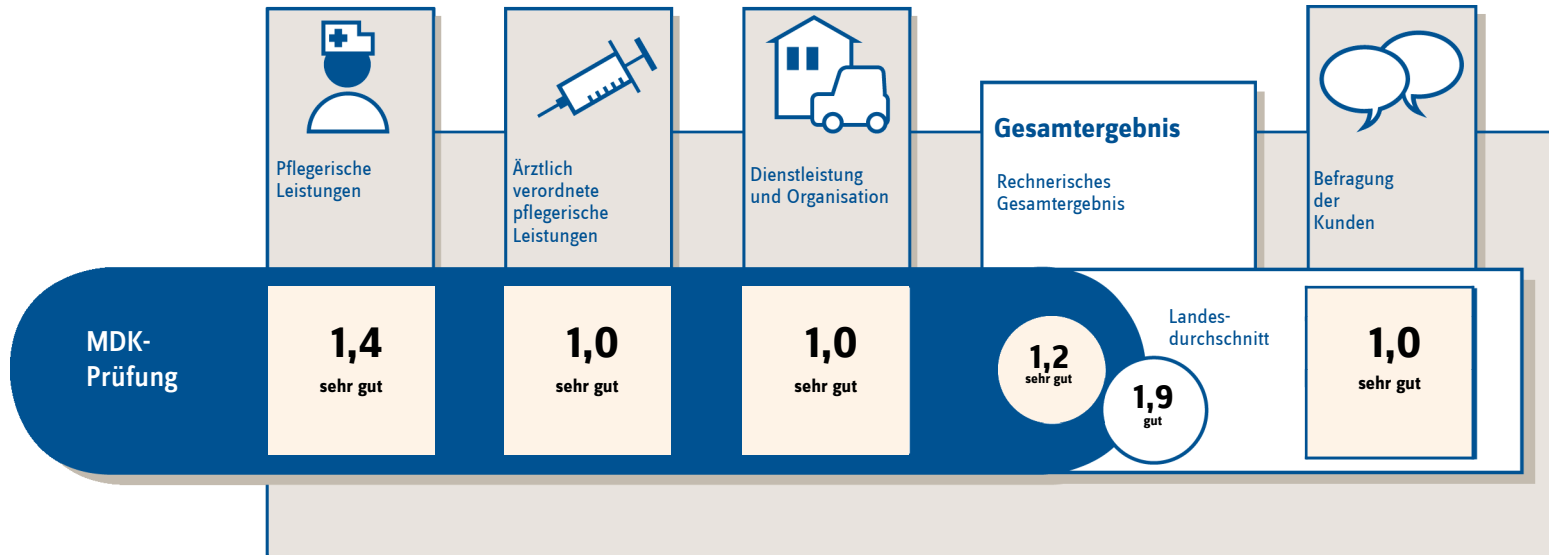 Pflegerische
Leistungen
Ärztlich
verordnete
pflegerische
Leistungen
Dienstleistung
und Organisation
Gesamtergebnis
Rechnerisches
Gesamtergebnis
Befragung
der
Kunden
MDK-
Prüfung
1,4
sehr gut
1,0
sehr gut
1,0
sehr gut
1,2
sehr gut
Landes-
durchschnitt
1,9
gut
1,0
sehr gut